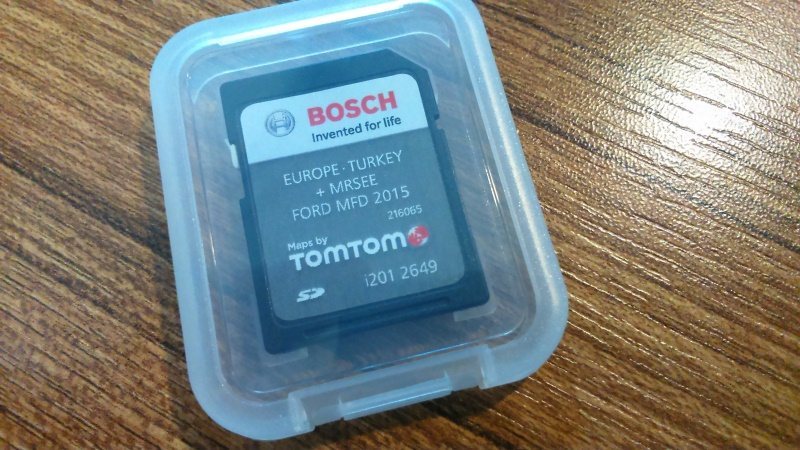 BOSCH
Invented for life
EUROPE · TURKEY
+ MRSEE
FORD MFD 2015
216065
Maps by
TOMTOM
i201 2649
SD